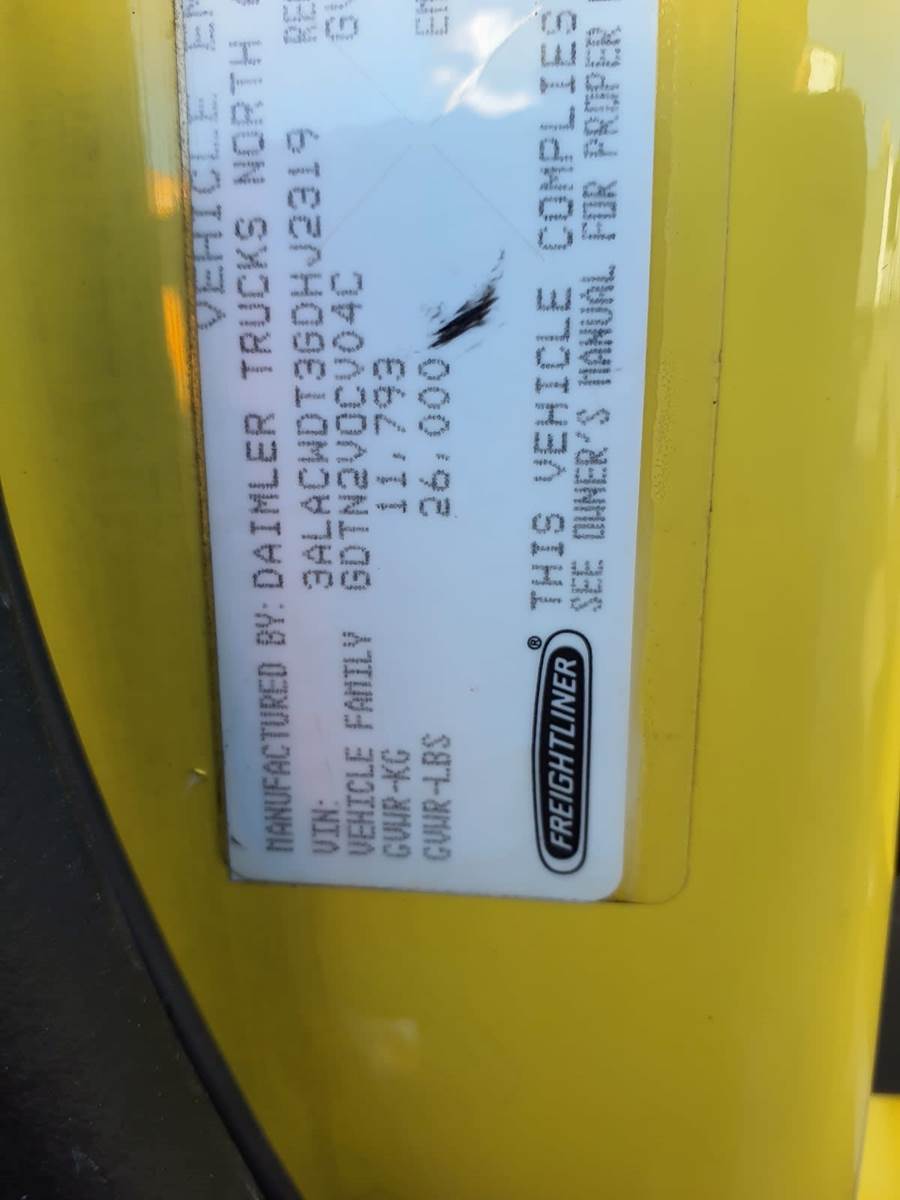 VEHICLE EM
MANUFACTURED BY: DAIMLER TRUCKS NORTH
VIN: 3ALACWDT3GDHJ2319
VEHICLE FAMILY GDTN2VOCV04C
GVWR-KG 11,793
GVWR-LBS 26,000
FREIGHTLINER®
THIS VEHICLE COMPLIES
SEE OWNER'S MANUAL FOR PROPER